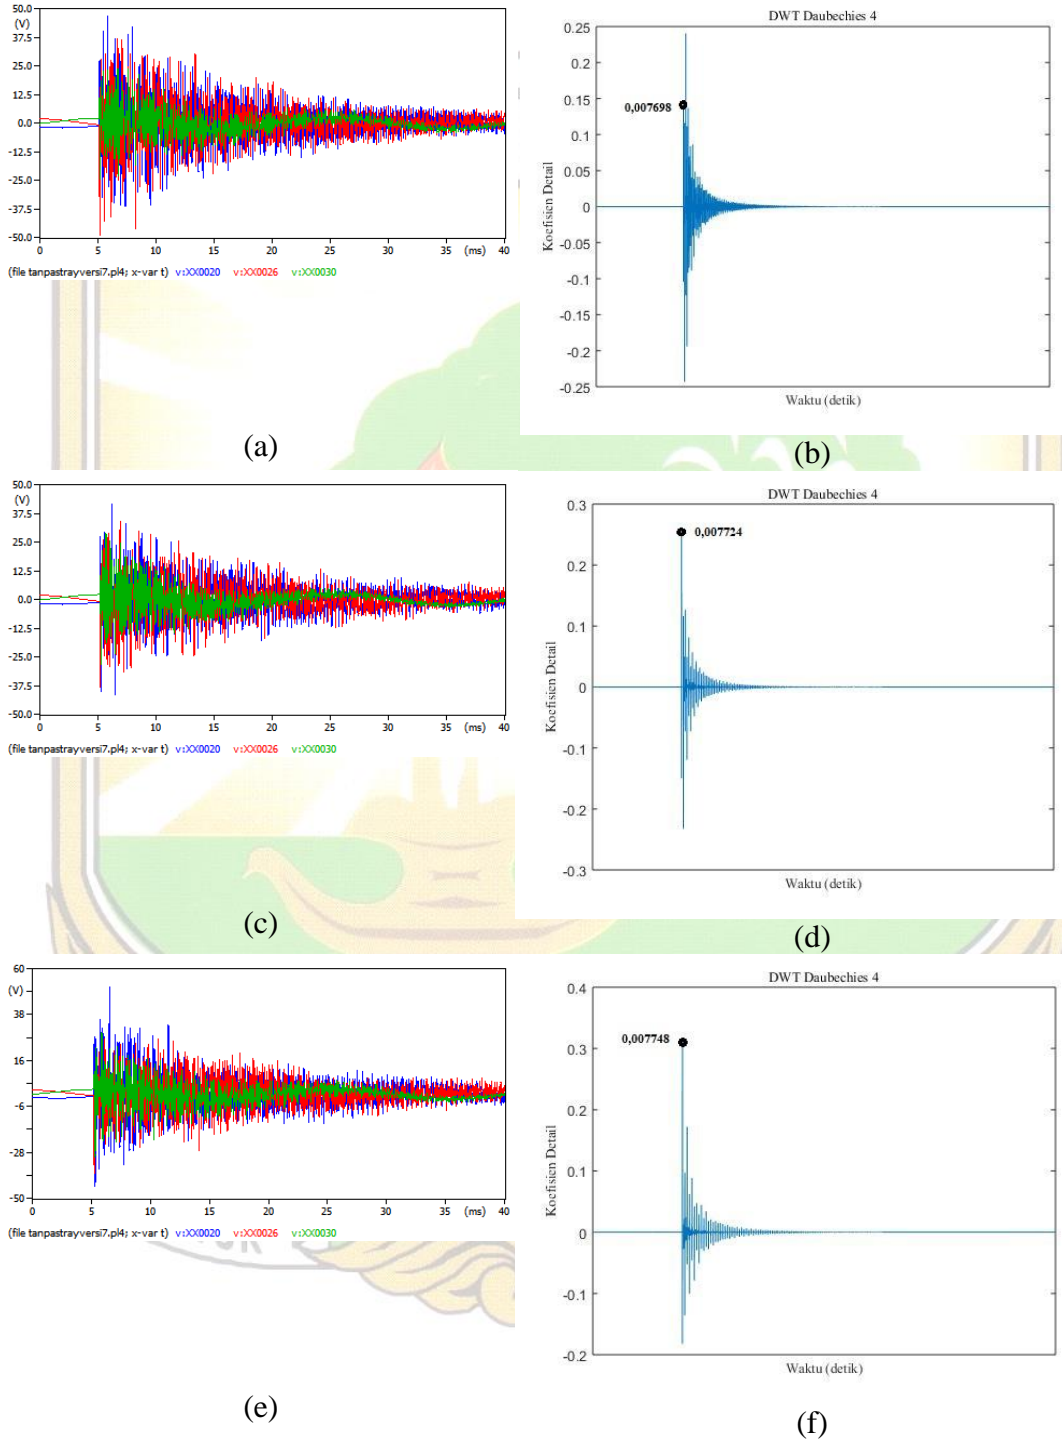 50.0
(V)
37.5
25.0
12.5
0.0
-12.5
-25.0
-37.5
-50.0
0 5 10 15 20 25 30 35 (ms) 40
(file tanpastrayversi7.pl4; x-var t) v:XX0020 v:XX0026 v:XX0030
(a)
DWT Daubechies 4
0.25
0.2
0.15
0.1
0.05
0
-0.05
-0.1
-0.15
-0.2
-0.25
0,007698
Koefisien Detail
Waktu (detik)
(b)
50.0
(V)
37.5
25.0
12.5
0.0
-12.5
-25.0
-37.5
-50.0
0 5 10 15 20 25 30 35 (ms) 40
(file tanpastrayversi7.pl4; x-var t) v:XX0020 v:XX0026 v:XX0030
(c)
DWT Daubechies 4
0.3
0.2
0.1
0
-0.1
-0.2
-0.3
0,007724
Koefisien Detail
Waktu (detik)
(d)
60
(V)
38
16
-6
-28
-50
0 5 10 15 20 25 30 35 (ms) 40
(file tanpastrayversi7.pl4; x-var t) v:XX0020 v:XX0026 v:XX0030
(e)
DWT Daubechies 4
0.4
0.3
0.2
0.1
0
-0.1
-0.2
0,007748
Koefisien Detail
Waktu (detik)
(f)